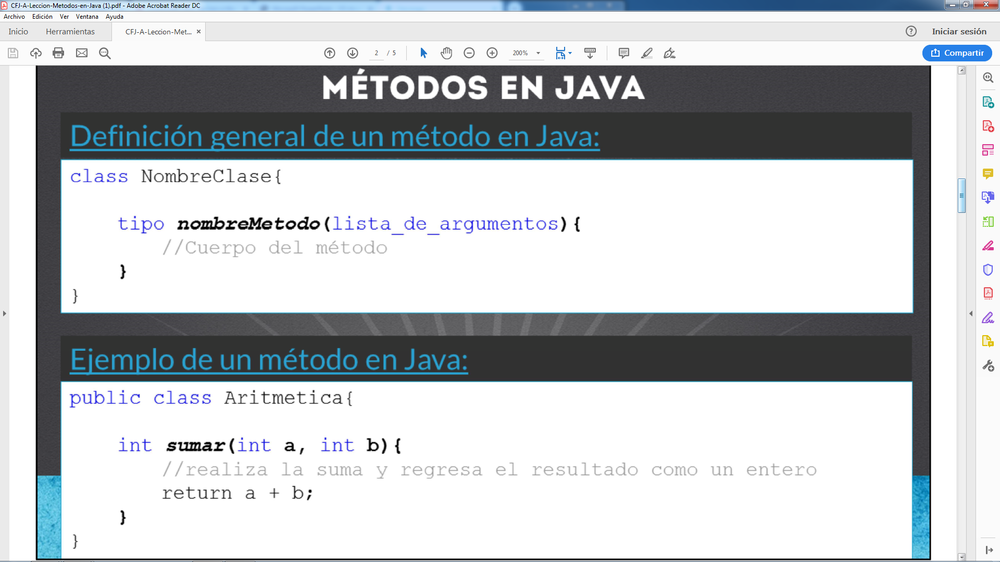 CFJ-A-Leccion-Metodos-en-Java (1).pdf - Adobe Acrobat Reader DC
Archivo Edición Ver Ventana Ayuda
Inicio Herramientas CFJ-A-Leccion-Met... × Iniciar sesión
2 / 5 200% Compartir
MÉTODOS EN JAVA
Definición general de un método en Java:
class NombreClase{
tipo nombreMetodo(lista_de_argumentos){
//Cuerpo del método
}
}
Ejemplo de un método en Java:
public class Aritmetica{
int sumar(int a, int b){
//realiza la suma y regresa el resultado como un entero
return a + b;
}
}